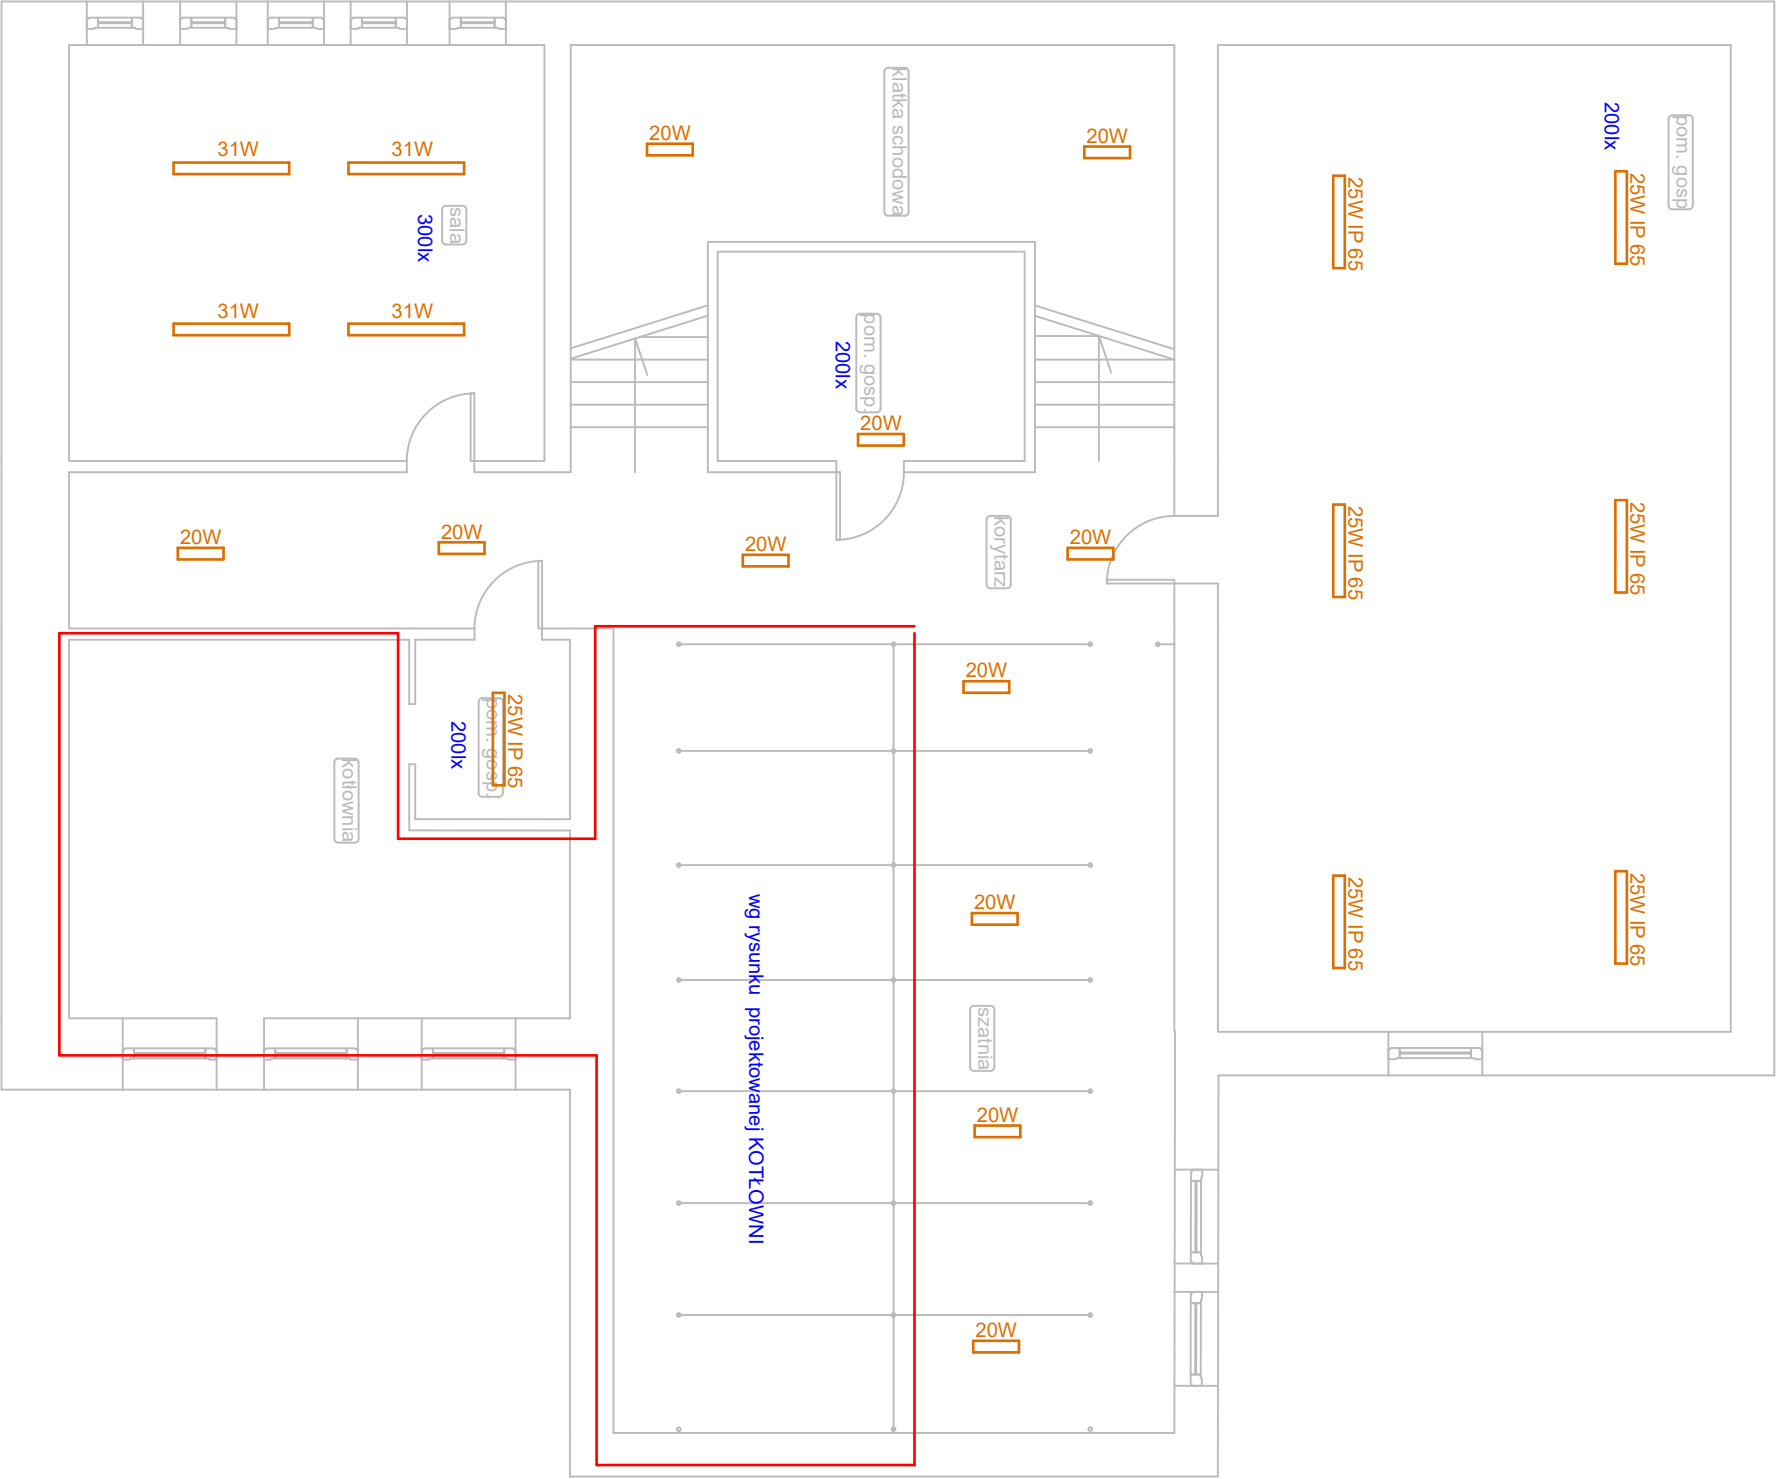 klatka schodowa
200lx
pom. gosp
20W
20W
31W
31W
25W IP 65
25W IP 65
300lx
sala
31W
31W
200lx
pom. gosp.
20W
20W
20W
20W
20W
korytarz
25W IP 65
25W IP 65
20W
200lx
pom. gosp.
25W IP 65
kotłownia
20W
25W IP 65
25W IP 65
wg rysunku projektowanej KOTŁOWNI
szatnia
20W
20W